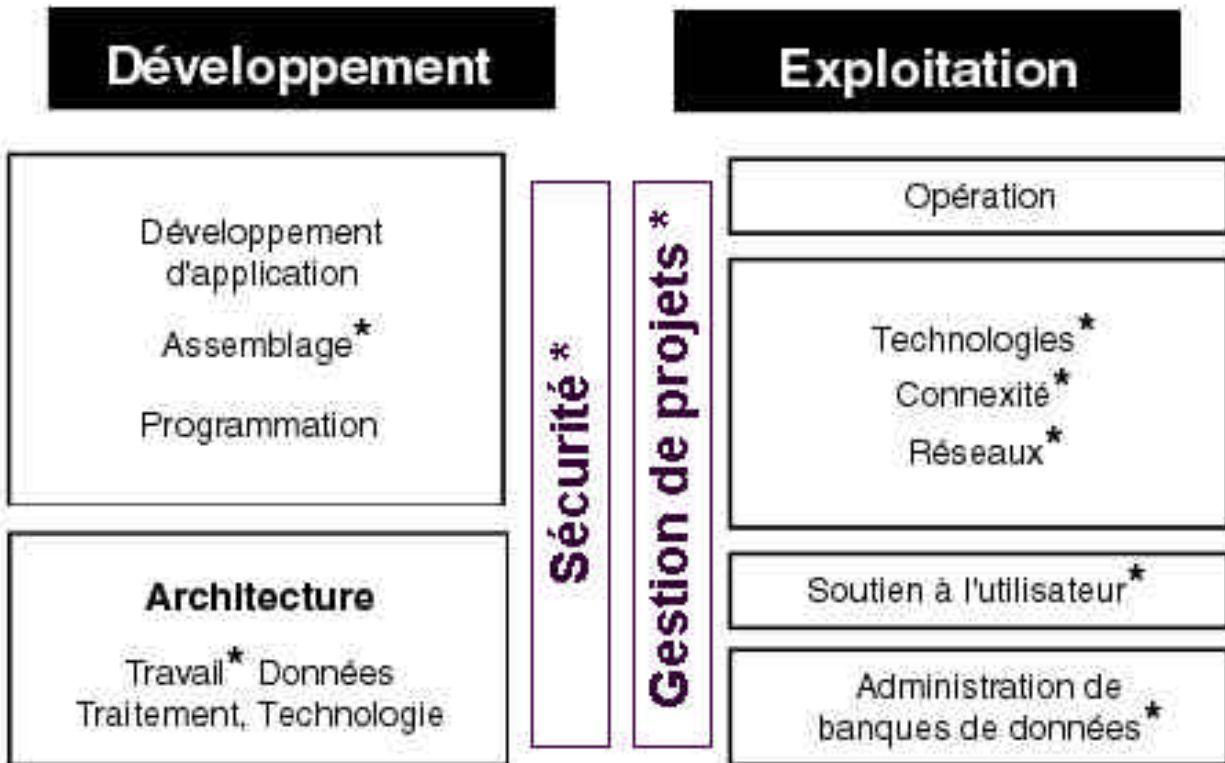 Développement
Exploitation
Développement
d'application
Assemblage*
Programmation
Architecture
Travail* Données
Traitement, Technologie
Sécurité *
Gestion de projets *
Opération
Technologies*
Connexité*
Réseaux*
Soutien à l'utilisateur*
Administration de
banques de données*